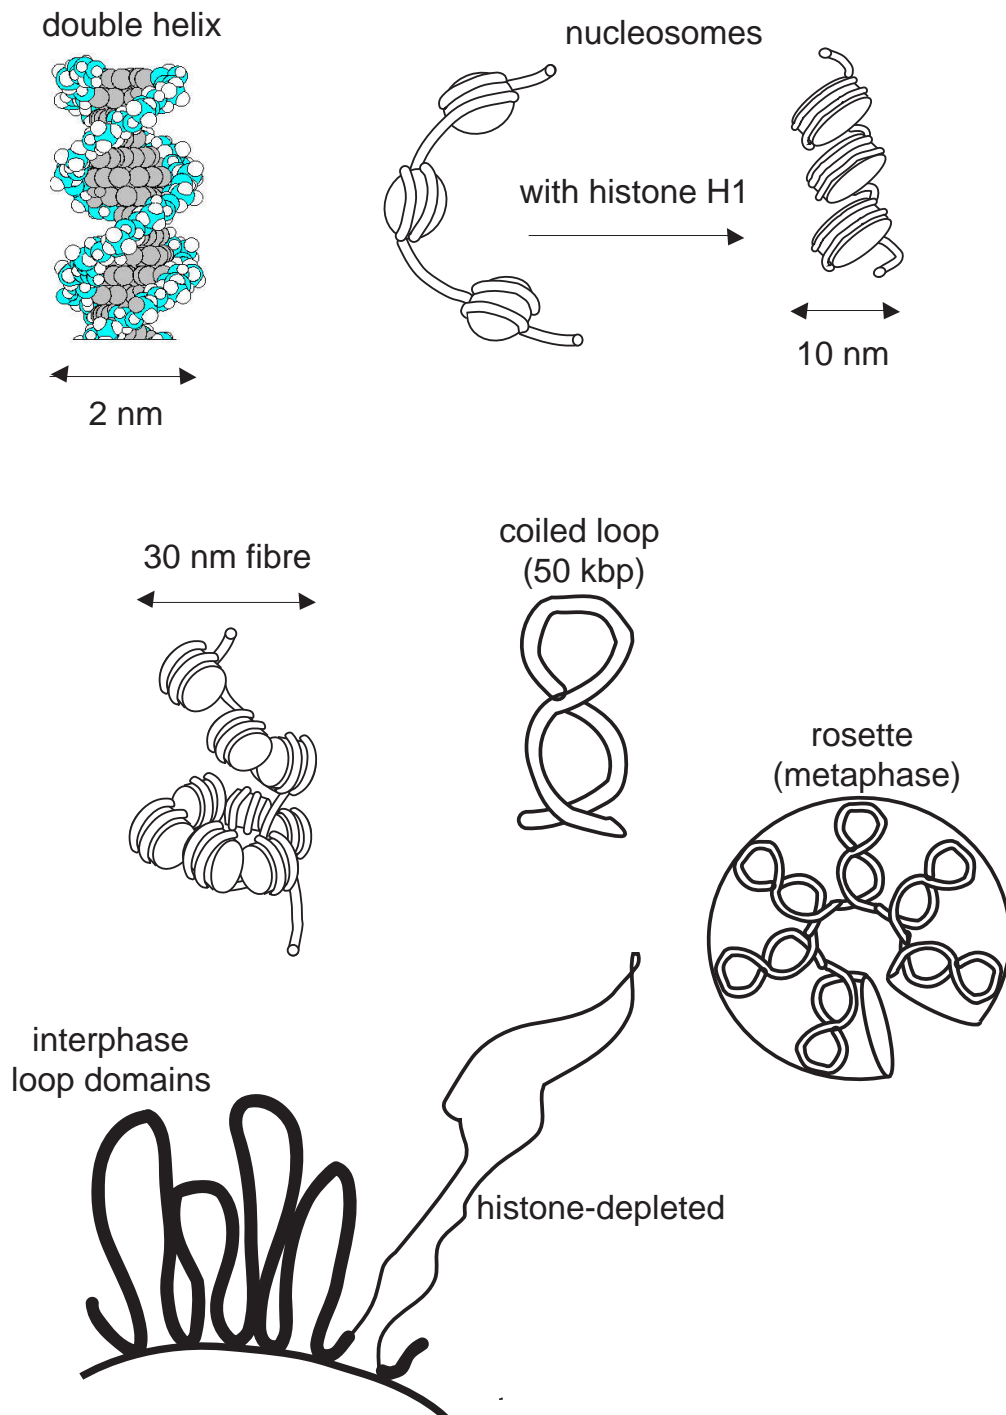 double helix
nucleosomes
with histone H1
10 nm
2 nm
30 nm fibre
coiled loop
(50 kbp)
rosette
(metaphase)
interphase
loop domains
histone-depleted